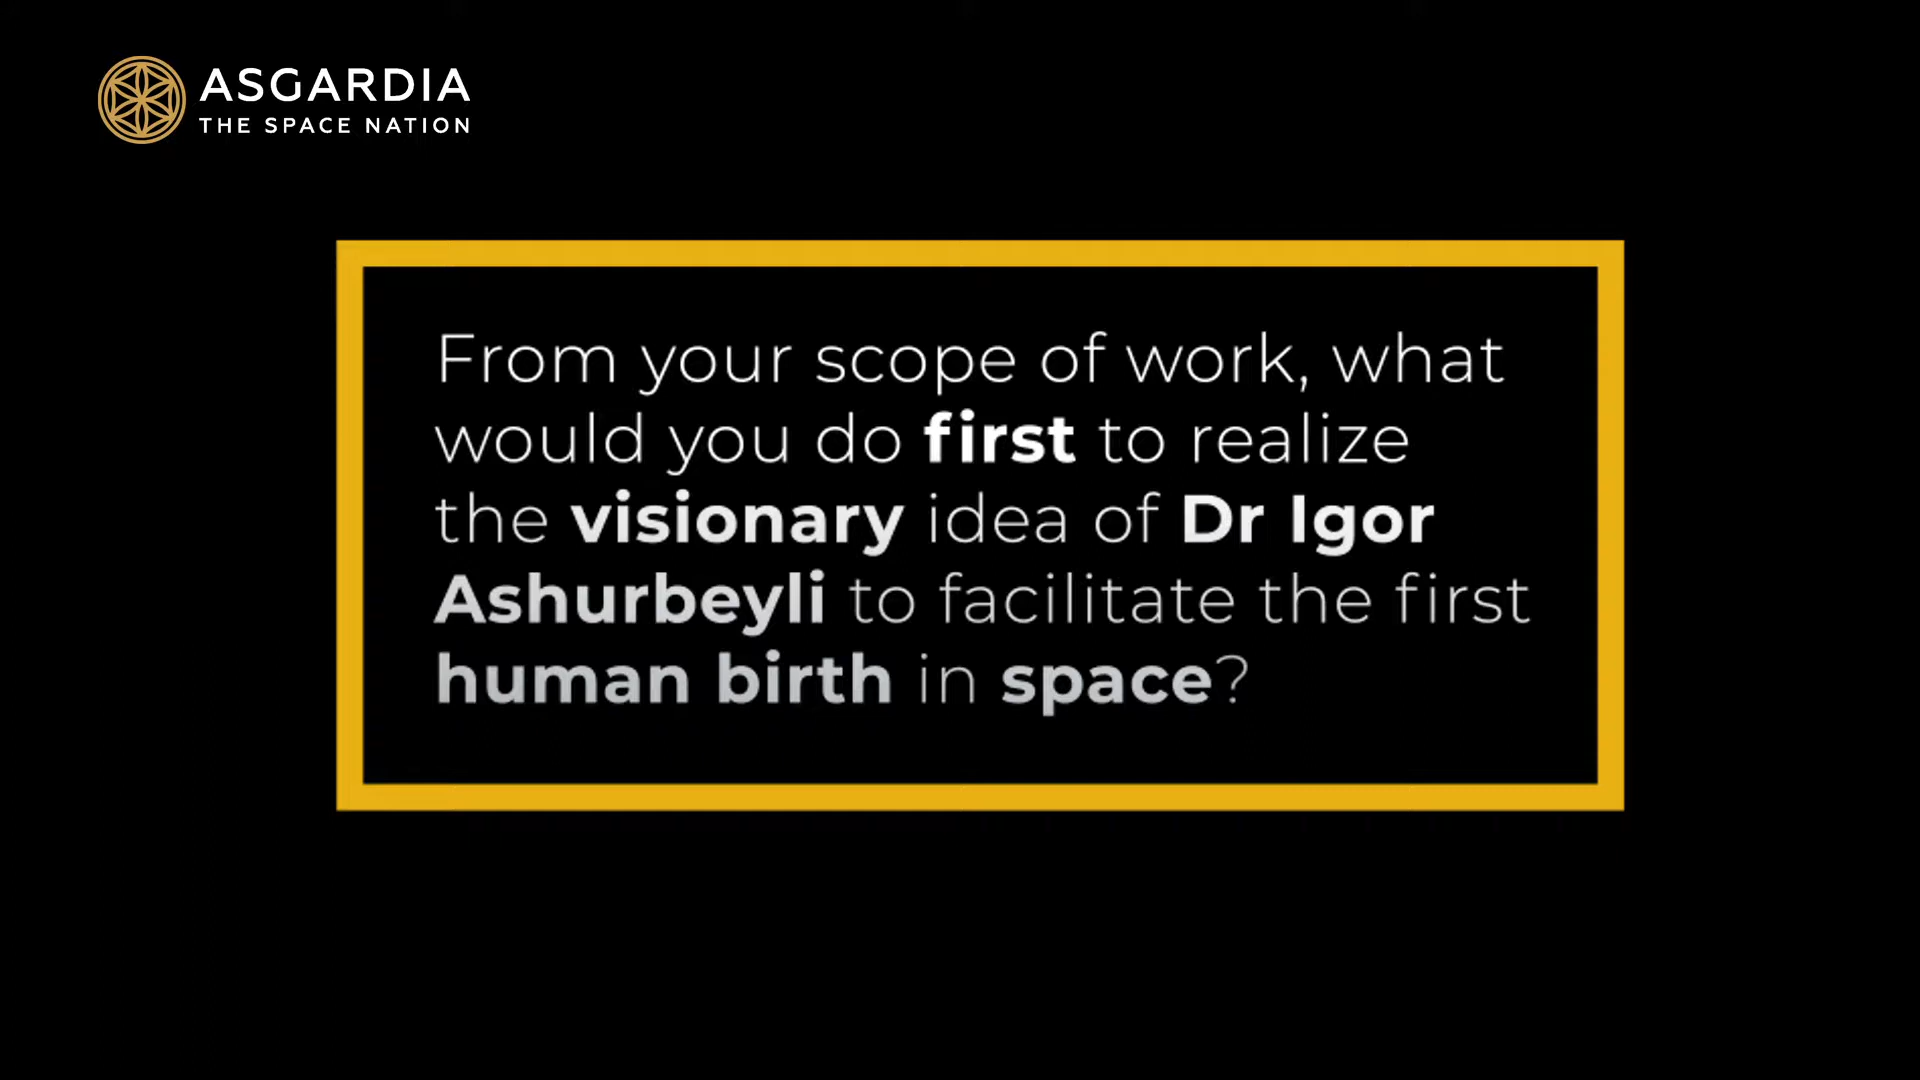 ASGARDIA
THE SPACE NATION
From your scope of work, what
would you do first to realize
the visionary idea of Dr Igor
Ashurbeyli to facilitate the first
human birth in space?